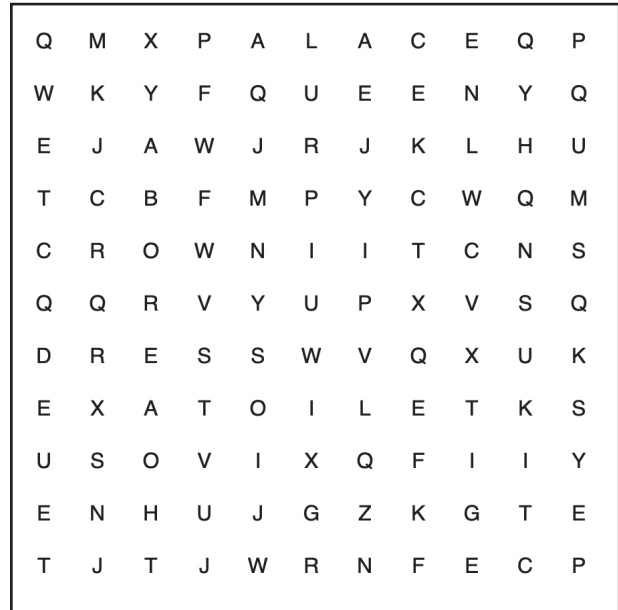 Q M X P A L A C E Q P
W K Y F Q U E E N Y Q
E J A W J R J K L H U
T C B F M P Y C W Q M
C R O W N I I T C N S
Q Q R V Y U P X V S Q
D R E S S W V Q X U K
E X A T O I L E T K S
U S O V I X Q F I I Y
E N H U J G Z K G T E
T J T J W R N F E C P